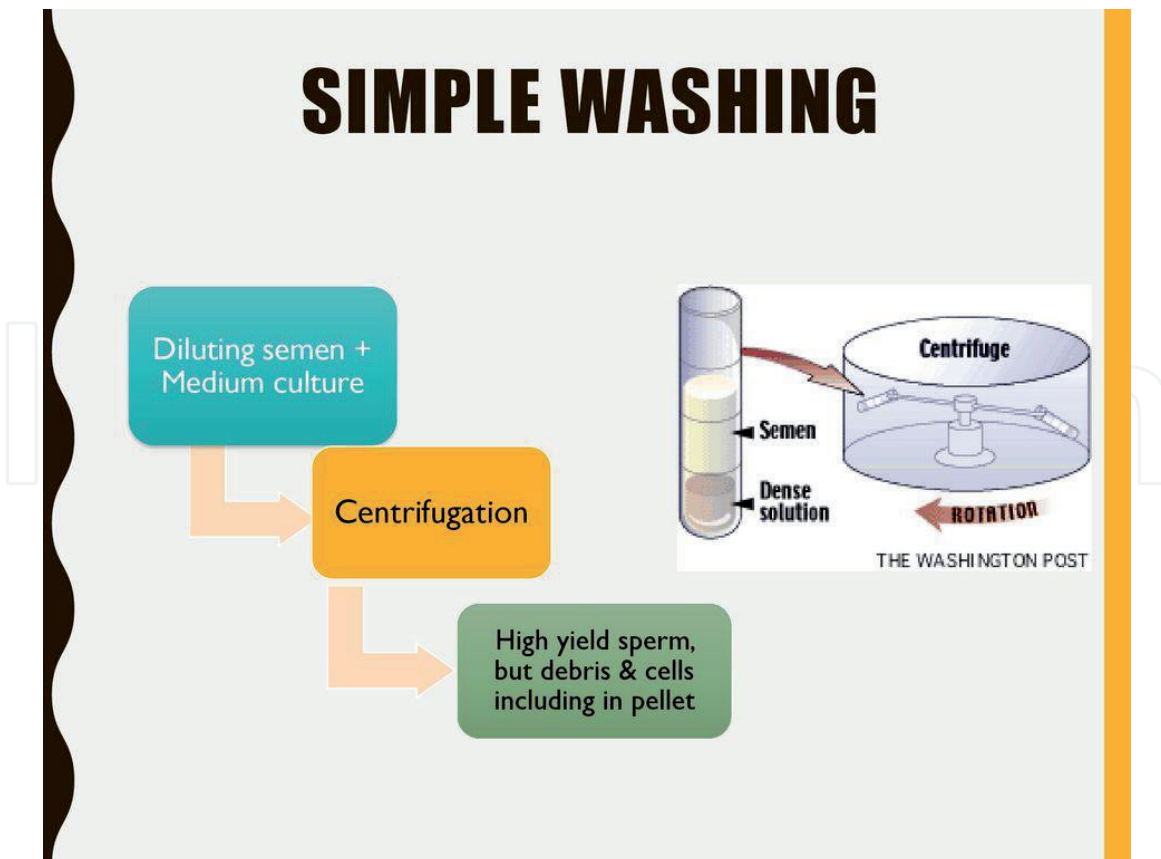 SIMPLE WASHING
Diluting semen +
Medium culture
Centrifugation
High yield sperm,
but debris & cells
including in pellet
Centrifuge
Semen
Dense
solution
ROTATION
THE WASHINGTON POST